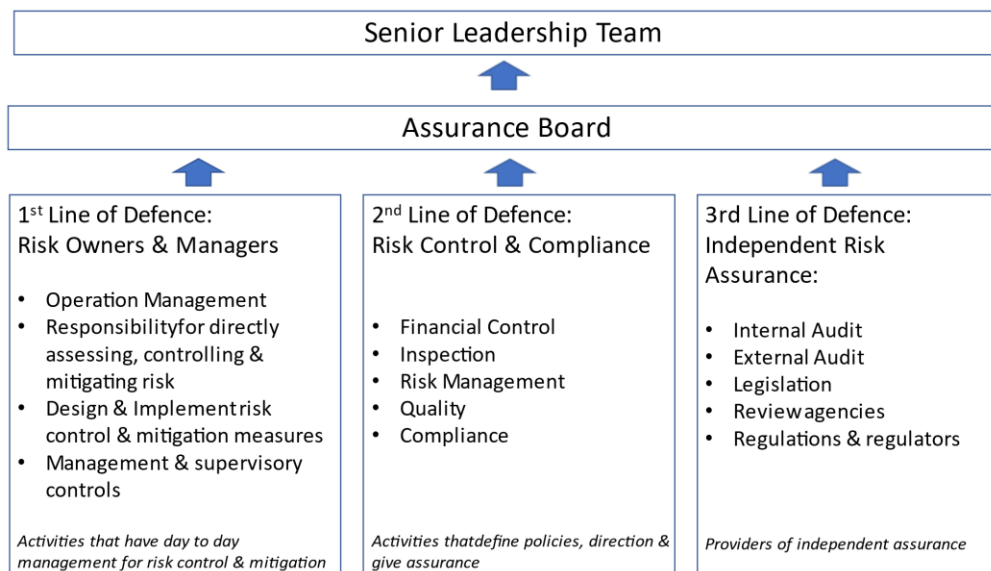 Senior Leadership Team
Assurance Board
1st Line of Defence:
Risk Owners & Managers
• Operation Management
• Responsibilityfor directly
assessing, controlling &
mitigating risk
• Design & Implement risk
control & mitigation measures
• Management & supervisory
controls
Activities that have day to day
management for risk control & mitigation
2nd Line of Defence:
Risk Control & Compliance
• Financial Control
• Inspection
• Risk Management
• Quality
• Compliance
Activities thatdefine policies, direction &
give assurance
3rd Line of Defence:
Independent Risk
Assurance:
• Internal Audit
• External Audit
• Legislation
• Review agencies
• Regulations & regulators
Providers of independent assurance